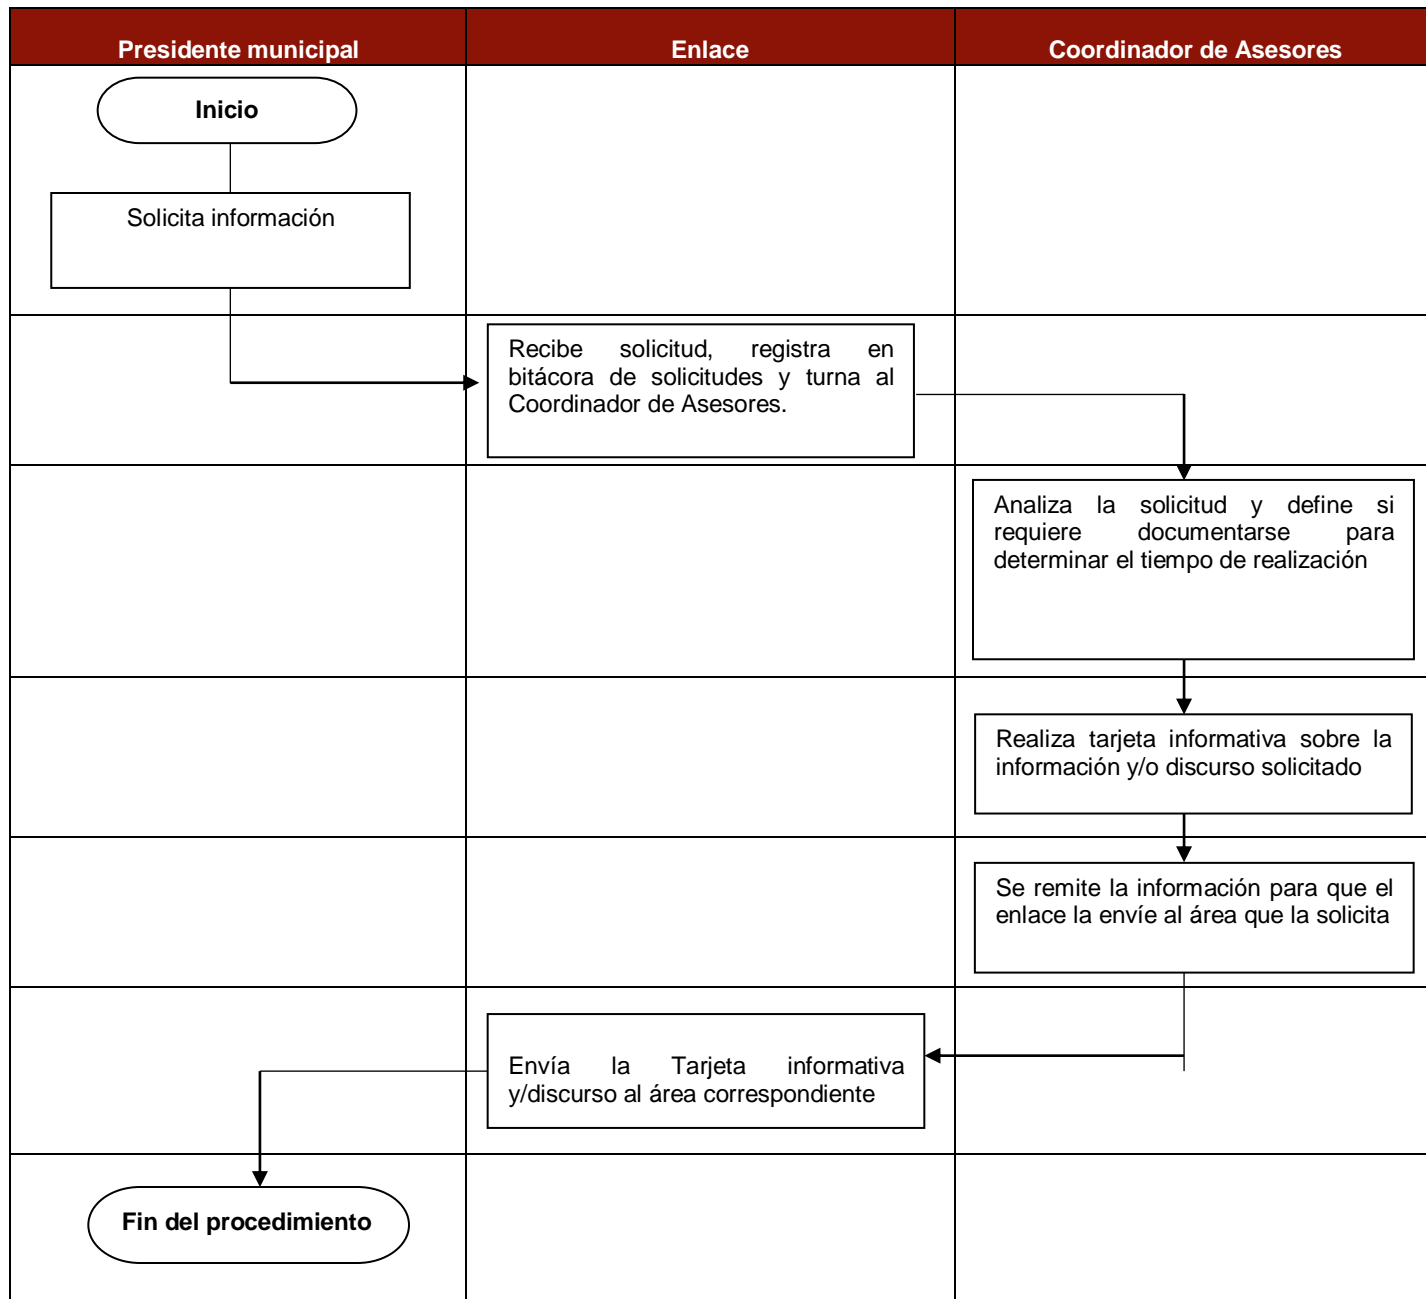 Presidente municipal
Enlace
Coordinador de Asesores
Inicio
Solicita información
Recibe solicitud, registra en
bitácora de solicitudes y turna al
Coordinador de Asesores.
Analiza la solicitud y define si
requiere documentarse para
determinar el tiempo de realización
Realiza tarjeta informativa sobre la
información y/o discurso solicitado
Se remite la información para que el
enlace la envíe al área que la solicita
Envía la Tarjeta informativa
y/discurso al área correspondiente
Fin del procedimiento